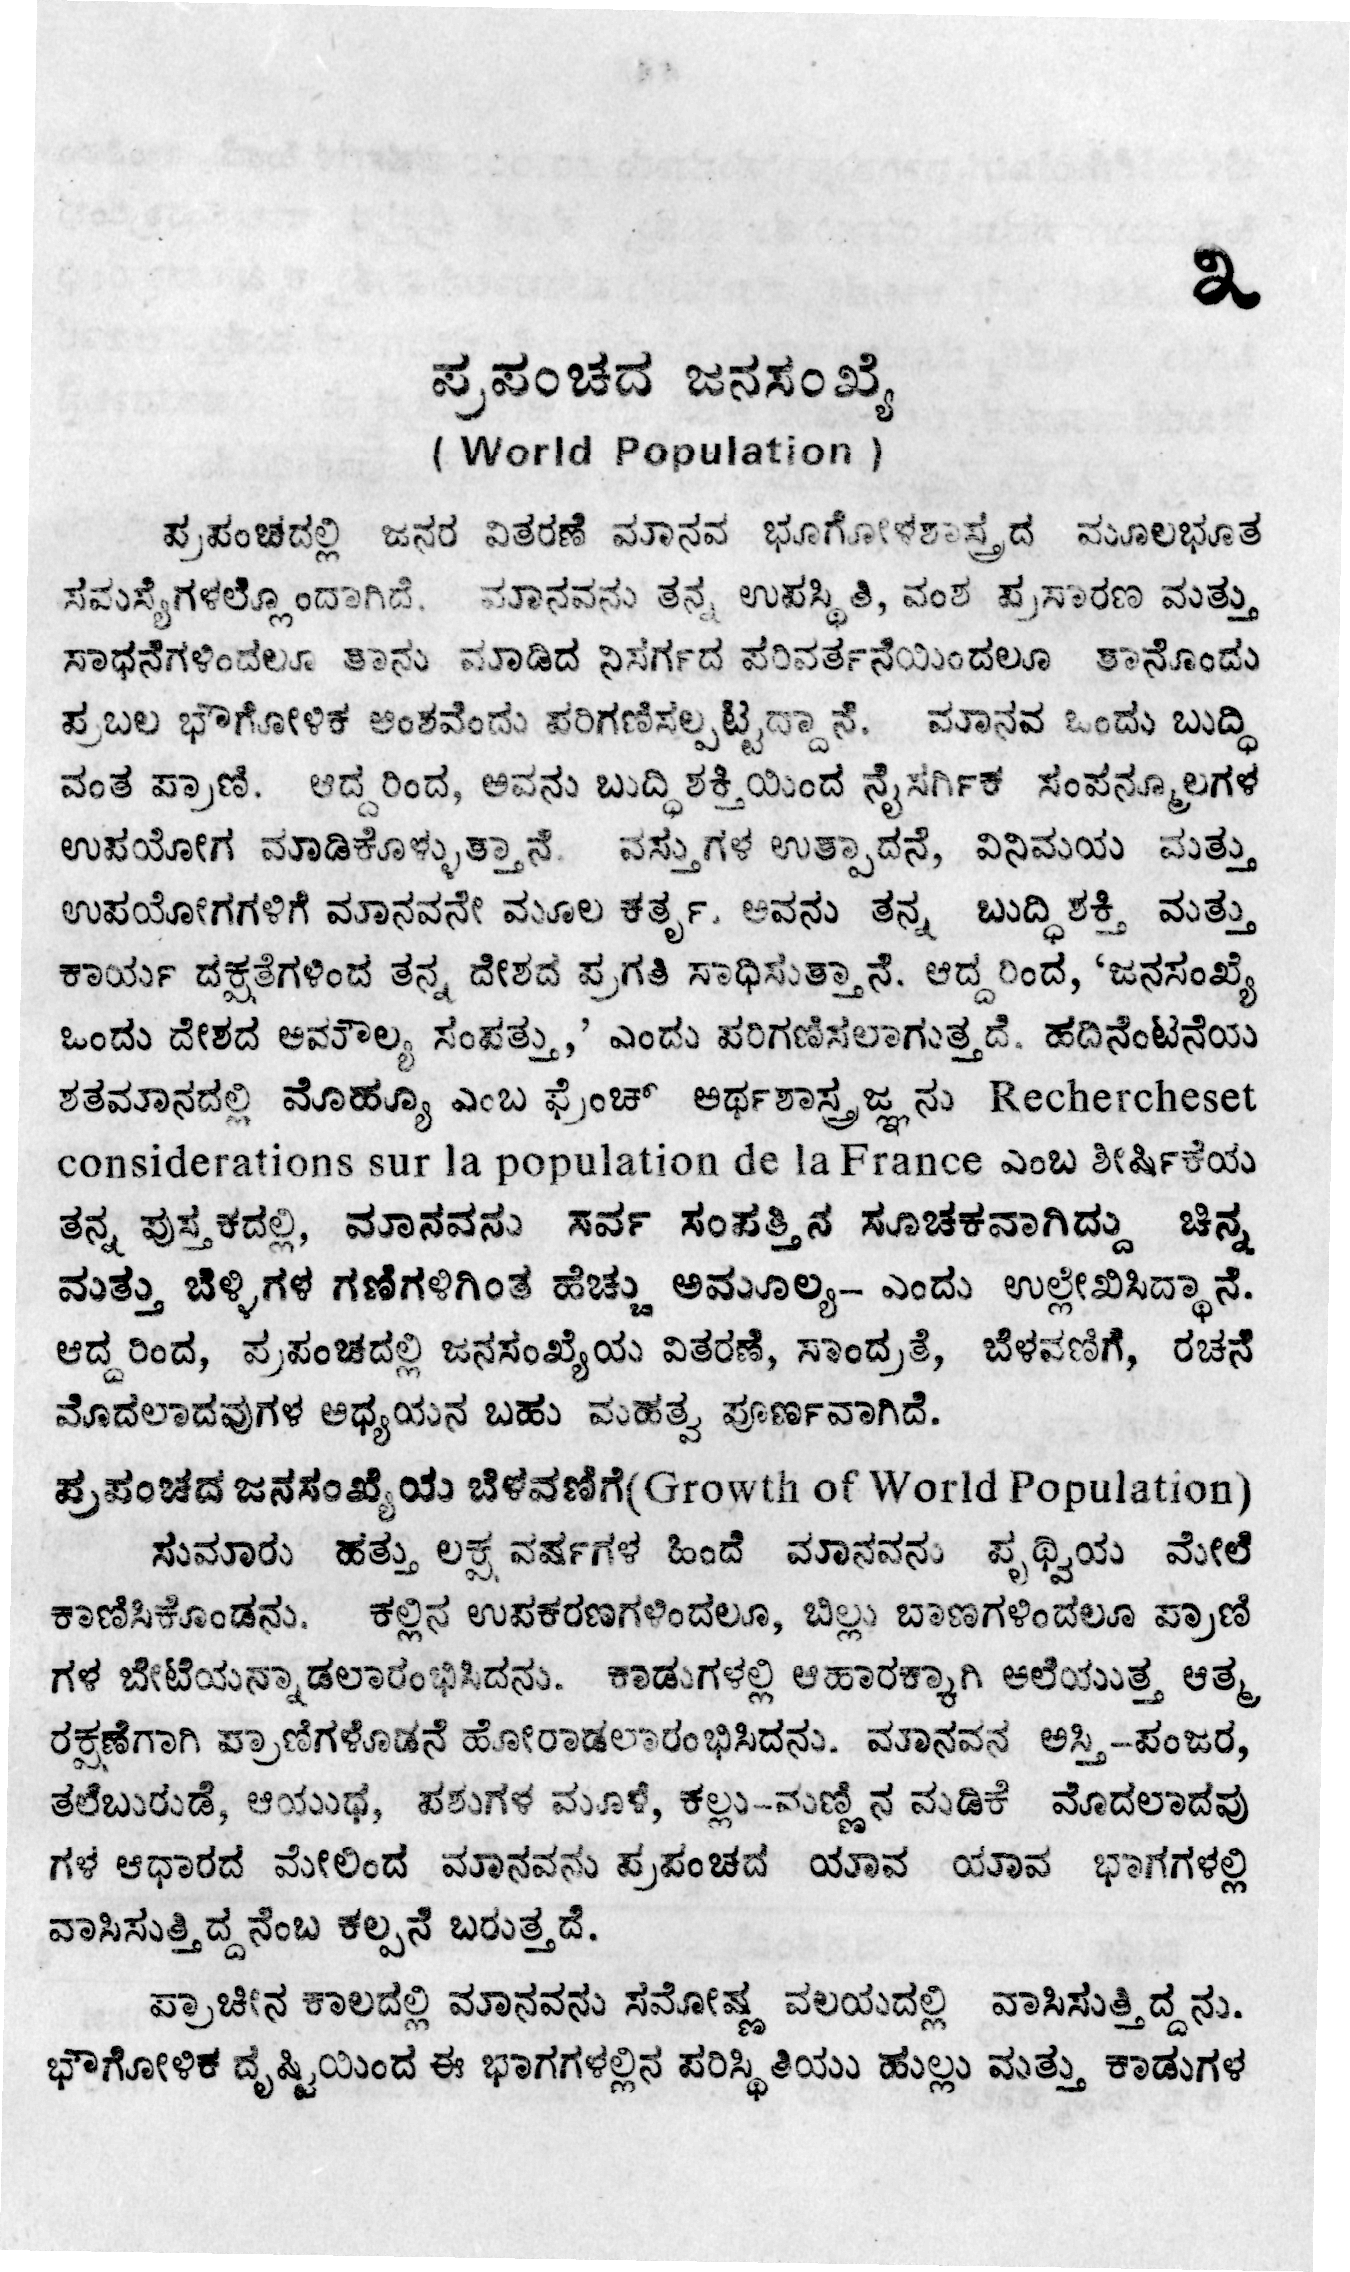 ೩
ಪ್ರಪಂಚದ ಜನಸಂಖ್ಯೆ
( World Population )
ಪ್ರಪಂಚದಲ್ಲಿ ಜನರ ವಿತರಣೆ ಮಾನವ ಭೂಗೋಳಶಾಸ್ತ್ರದ ಮೂಲಭೂತ
ಸಮಸ್ಯೆಗಳಲ್ಲೊಂದಾಗಿದೆ. ಮಾನವನು ತನ್ನ ಉಪಸ್ಥಿತಿ, ವಂಶ ಪ್ರಸಾರಣ ಮತ್ತು
ಸಾಧನೆಗಳಿಂದಲೂ ತಾನು ಮಾಡಿದ ನಿಸರ್ಗದ ಪರಿವರ್ತನೆಯಿಂದಲೂ ತಾನೊಂದು
ಪ್ರಬಲ ಭೌಗೋಳಿಕ ಅಂಶವೆಂದು ಪರಿಗಣಿಸಲ್ಪಟ್ಟಿದ್ದಾನೆ. ಮಾನವ ಒಂದು ಬುದ್ಧಿ
ವಂತ ಪ್ರಾಣಿ. ಆದ್ದರಿಂದ, ಅವನು ಬುದ್ಧಿಶಕ್ತಿಯಿಂದ ನೈಸರ್ಗಿಕ ಸಂಪನ್ಮೂಲಗಳ
ಉಪಯೋಗ ಮಾಡಿಕೊಳ್ಳುತ್ತಾನೆ. ವಸ್ತುಗಳ ಉತ್ಪಾದನೆ, ವಿನಿಮಯ ಮತ್ತು
ಉಪಯೋಗಗಳಿಗೆ ಮಾನವನೇ ಮೂಲ ಕರ್ತೃ. ಅವನು ತನ್ನ ಬುದ್ಧಿಶಕ್ತಿ ಮತ್ತು
ಕಾರ್ಯ ದಕ್ಷತೆಗಳಿಂದ ತನ್ನ ದೇಶದ ಪ್ರಗತಿ ಸಾಧಿಸುತ್ತಾನೆ. ಆದ್ದರಿಂದ, ‘ಜನಸಂಖ್ಯೆ
ಒಂದು ದೇಶದ ಅಮೌಲ್ಯ ಸಂಪತ್ತು,’ ಎಂದು ಪರಿಗಣಿಸಲಾಗುತ್ತದೆ. ಹದಿನೆಂಟನೆಯ
ಶತಮಾನದಲ್ಲಿ ಮೊಹ್ಯೂ ಎಂಬ ಫ್ರೆಂಚ್ ಅರ್ಥಶಾಸ್ತ್ರಜ್ಞನು Rechercheset
considerations sur la population de la France ಎಂಬ ಶೀರ್ಷಿಕೆಯ
ತನ್ನ ಪುಸ್ತಕದಲ್ಲಿ, ಮಾನವನು ಸರ್ವ ಸಂಪತ್ತಿನ ಸೂಚಕವಾಗಿದ್ದು ಚಿನ್ನ
ಮತ್ತು ಬೆಳ್ಳಿಗಳ ಗಣಿಗಳಿಗಿಂತ ಹೆಚ್ಚು ಅಮೂಲ್ಯ– ಎಂದು ಉಲ್ಲೇಖಿಸಿದ್ಧಾನೆ.
ಆದ್ದರಿಂದ, ಪ್ರಪಂಚದಲ್ಲಿ ಜನಸಂಖ್ಯೆಯ ವಿತರಣೆ, ಸಾಂದ್ರತೆ, ಬೆಳವಣಿಗೆ, ರಚನೆ
ಮೊದಲಾದವುಗಳ ಅಧ್ಯಯನ ಬಹು ಮಹತ್ವ ಪೂರ್ಣವಾಗಿದೆ.
ಪ್ರಪಂಚದ ಜನಸಂಖ್ಯೆಯ ಬೆಳವಣಿಗೆ(Growth of World Population)
ಸುಮಾರು ಹತ್ತು ಲಕ್ಷ ವರ್ಷಗಳ ಹಿಂದೆ ಮಾನವನು ಪೃಥ್ವಿಯ ಮೇಲೆ
ಕಾಣಿಸಿಕೊಂಡನು. ಕಲ್ಲಿನ ಉಪಕರಣಗಳಿಂದಲೂ, ಬಿಲ್ಲು ಬಾಣಗಳಿಂದಲೂ ಪ್ರಾಣಿ
ಗಳ ಬೇಟೆಯನ್ನಾಡಲಾರಂಭಿಸಿದನು. ಕಾಡುಗಳಲ್ಲಿ ಆಹಾರಕ್ಕಾಗಿ ಅಲೆಯುತ್ತ ಆತ್ಮ
ರಕ್ಷಣೆಗಾಗಿ ಪ್ರಾಣಿಗಳೊಡನೆ ಹೋರಾಡಲಾರಂಭಿಸಿದನು. ಮಾನವನ ಅಸ್ತಿ–ಪಂಜರ,
ತಲೆಬುರುಡೆ, ಆಯುಧ, ಪಶುಗಳ ಮೂಳೆ, ಕಲ್ಲು–ಮಣ್ಣಿನ ಮಡಿಕೆ ಮೊದಲಾದವು
ಗಳ ಆಧಾರದ ಮೇಲಿಂದ ಮಾನವನು ಪ್ರಪಂಚದ ಯಾವ ಯಾವ ಭಾಗಗಳಲ್ಲಿ
ವಾಸಿಸುತ್ತಿದ್ದನೆಂಬ ಕಲ್ಪನೆ ಬರುತ್ತದೆ.
ಪ್ರಾಚೀನ ಕಾಲದಲ್ಲಿ ಮಾನವನು ಸಮೋಷ್ಣ ವಲಯದಲ್ಲಿ ವಾಸಿಸುತ್ತಿದ್ದನು.
ಭೌಗೋಳಿಕ ದೃಷ್ಟಿಯಿಂದ ಈ ಭಾಗಗಳಲ್ಲಿನ ಪರಿಸ್ಥಿತಿಯು ಹುಲ್ಲು ಮತ್ತು ಕಾಡುಗಳ